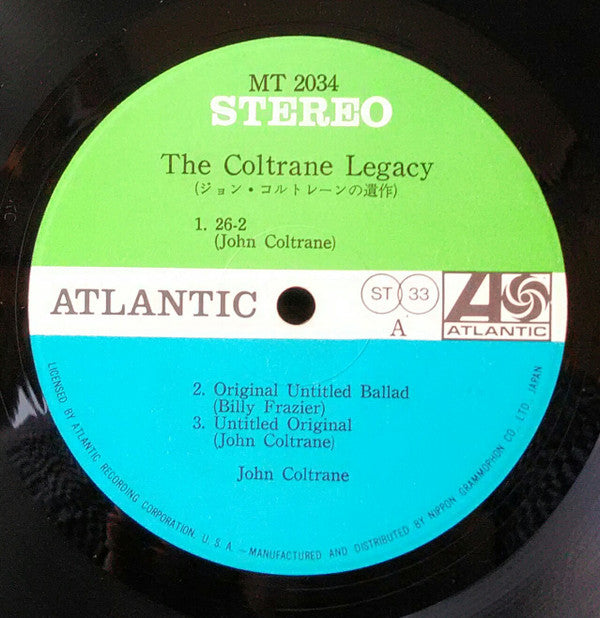 MT 2034
STEREO
The Coltrane Legacy
(ジョン・コルトレーンの遺作)
1. 26-2
(John Coltrane)
ATLANTIC
ST 33
A
ATLANTIC
2. Original Untitled Ballad
(Billy Frazier)
3. Untitled Original
(John Coltrane)
John Coltrane
LICENSED BY ATLANTIC RECORDING CORPORATION, U. S. A. －MANUFACTURED AND DISTRIBUTED BY NIPPON GRAMMOPHON CO., LTD. JAPAN